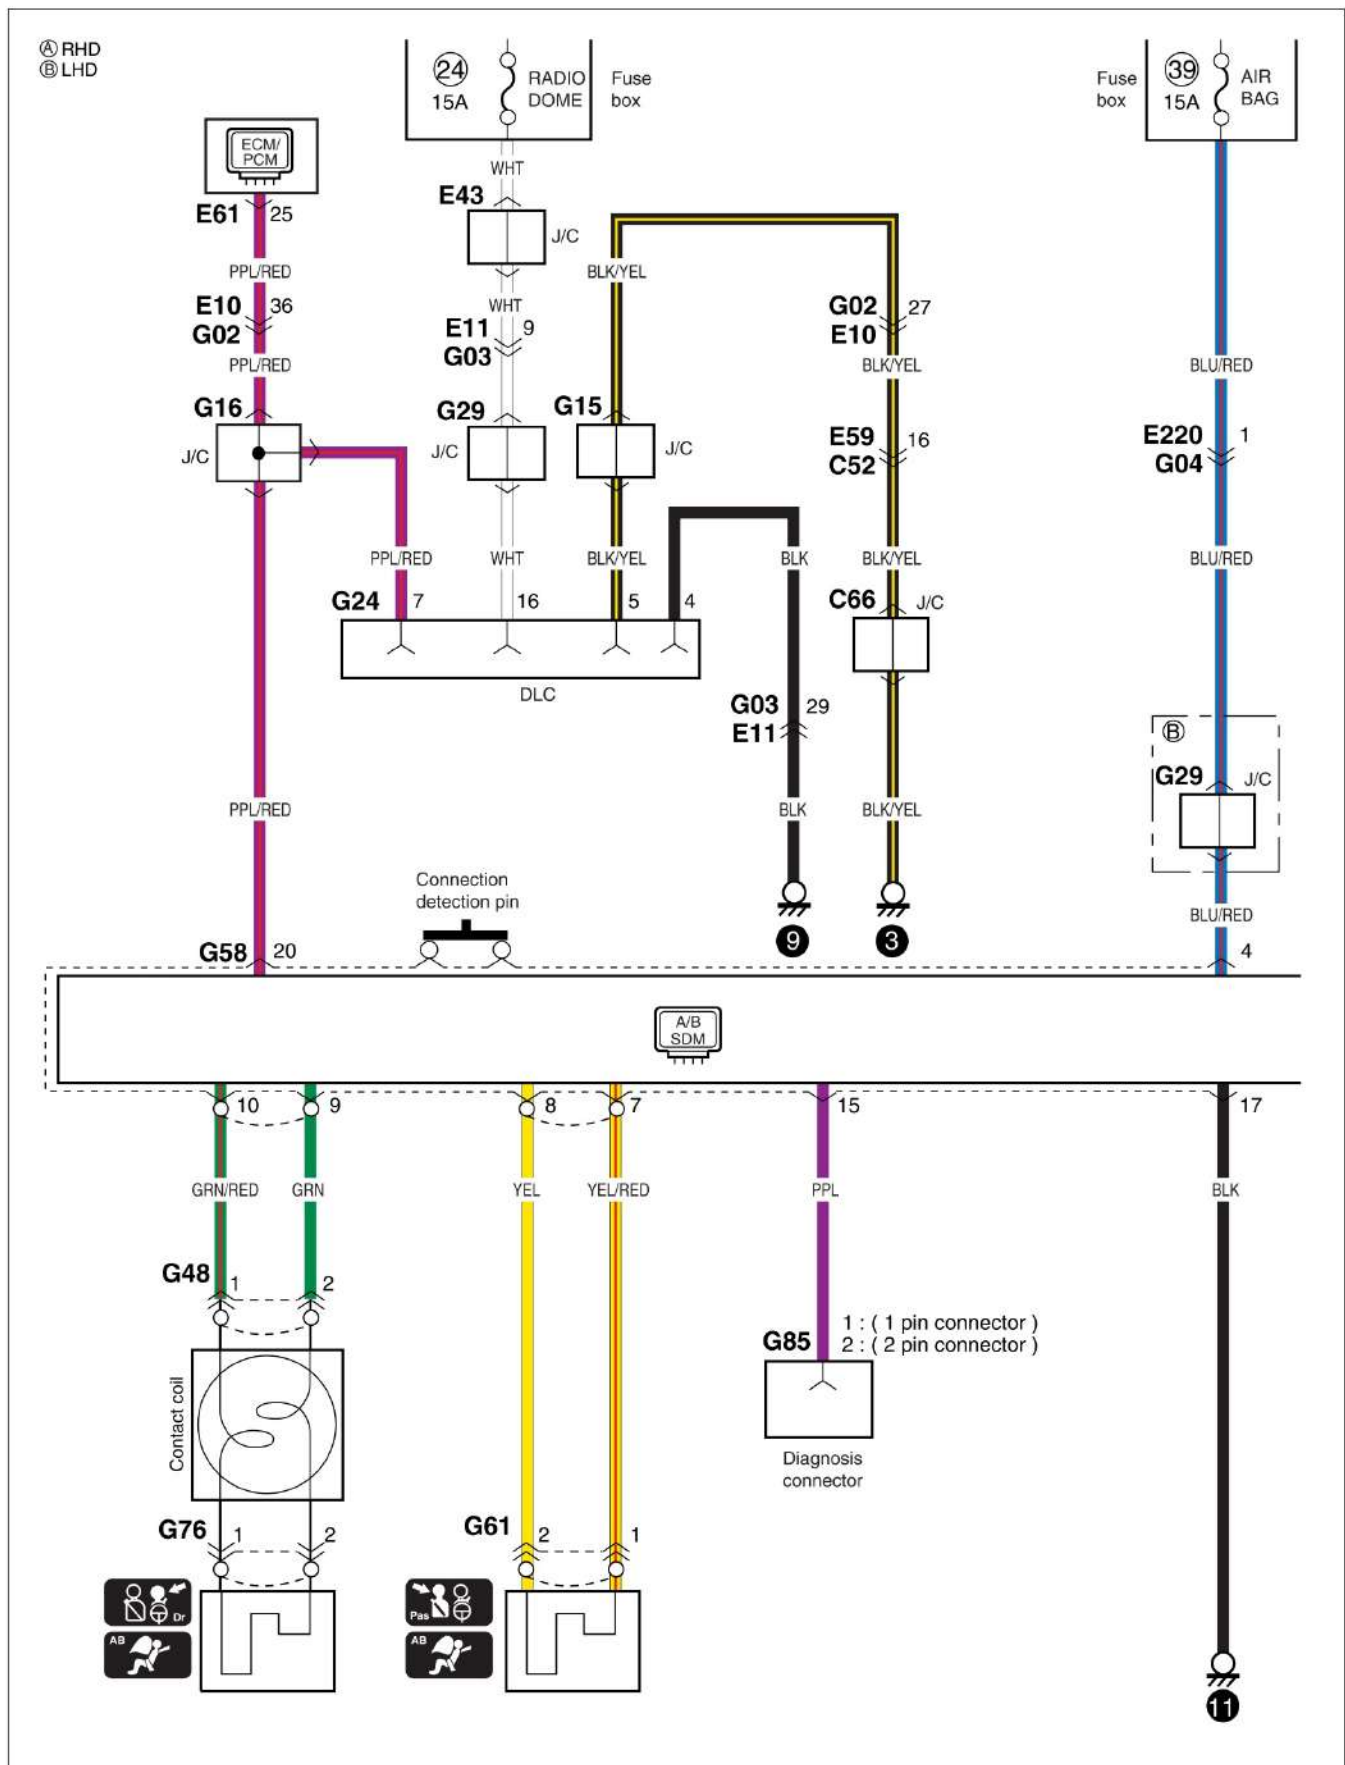 Ⓐ RHD
Ⓑ LHD
24
15A
RADIO
DOME
Fuse
box
Fuse
box
39
15A
AIR
BAG
ECM/
PCM
E61 25
PPL/RED
E10 36
G02
PPL/RED
G16
J/C
WHT
E43
J/C
WHT
E11 9
G03
G29
J/C
BLK/YEL
G15
J/C
G02 27
E10
BLK/YEL
E59 16
C52
BLK/YEL
C66 J/C
BLU/RED
E220 1
G04
BLU/RED
PPL/RED
WHT
BLK/YEL
BLK
G24 7
16
5
4
DLC
G03 29
E11
BLK
BLK/YEL
9
3
Ⓑ
G29 J/C
BLU/RED
4
PPL/RED
Connection
detection pin
G58 20
A/B
SDM
10
9
8
7
15
17
GRN/RED
GRN
YEL
YEL/RED
PPL
BLK
G48 1
2
Contact coil
G76 1
2
G61 2
1
G85
1 : ( 1 pin connector )
2 : ( 2 pin connector )
Diagnosis
connector
Dr
AB
Pas
AB
11